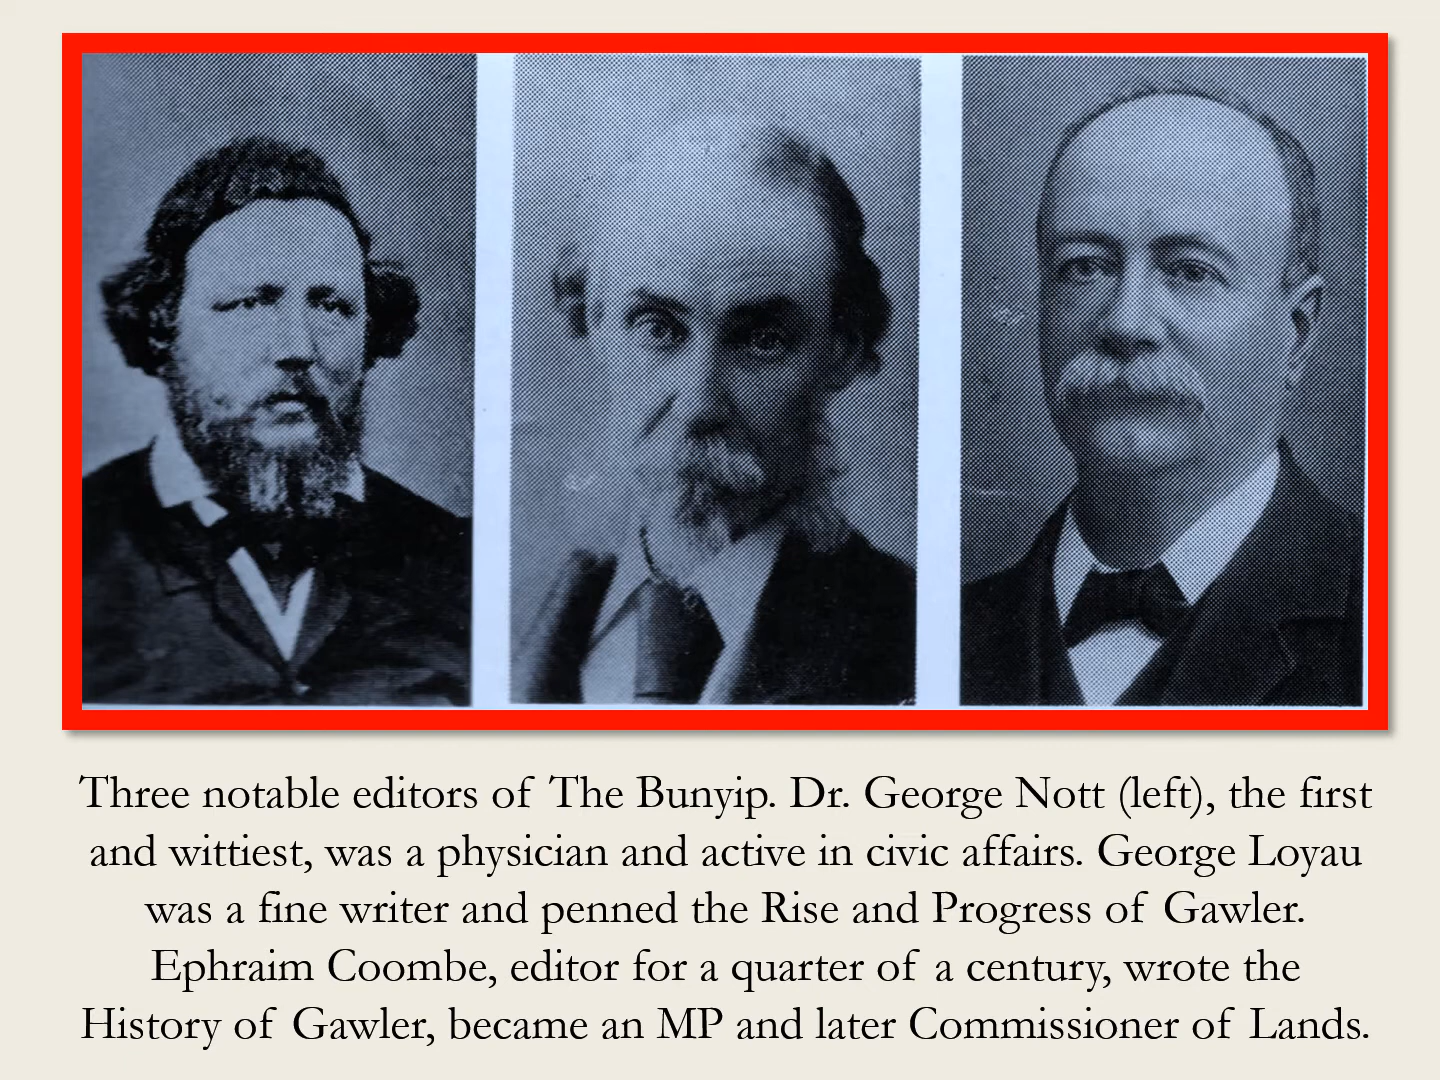 Three notable editors of The Bunyip. Dr. George Nott (left), the first
and wittiest, was a physician and active in civic affairs. George Loyau
was a fine writer and penned the Rise and Progress of Gawler.
Ephraim Coombe, editor for a quarter of a century, wrote the
History of Gawler, became an MP and later Commissioner of Lands.